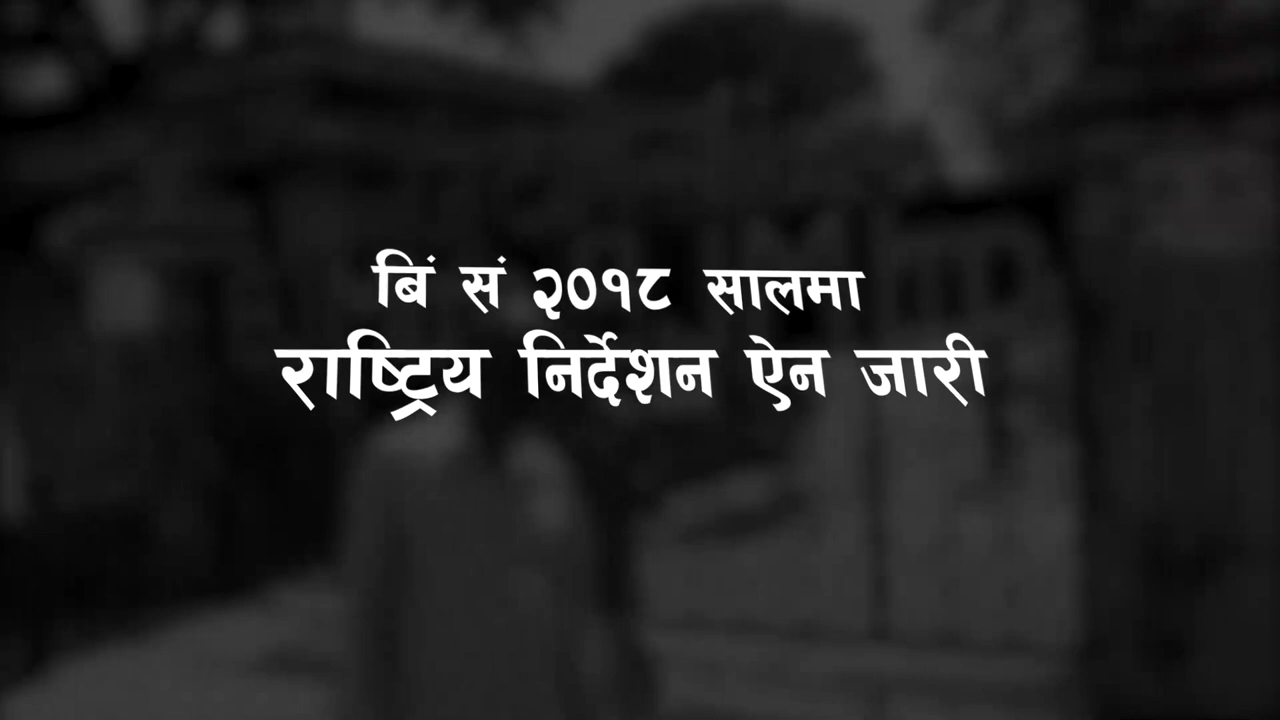 बिं सं २०१८ सालमा
राष्ट्रिय निर्देशन ऐन जारी